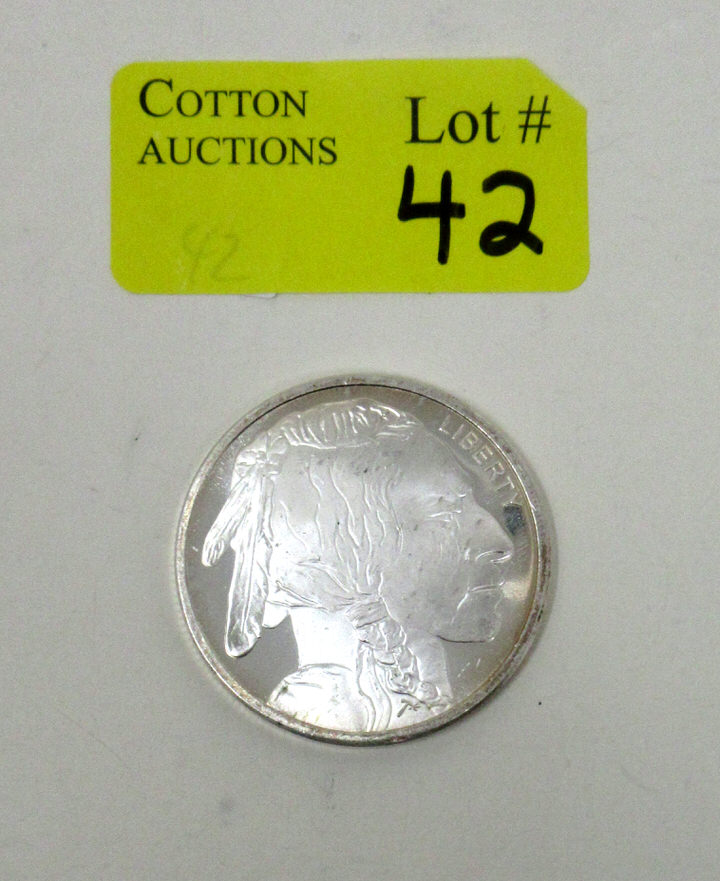 COTTON
AUCTIONS
Lot #
42
42
LIBERTY